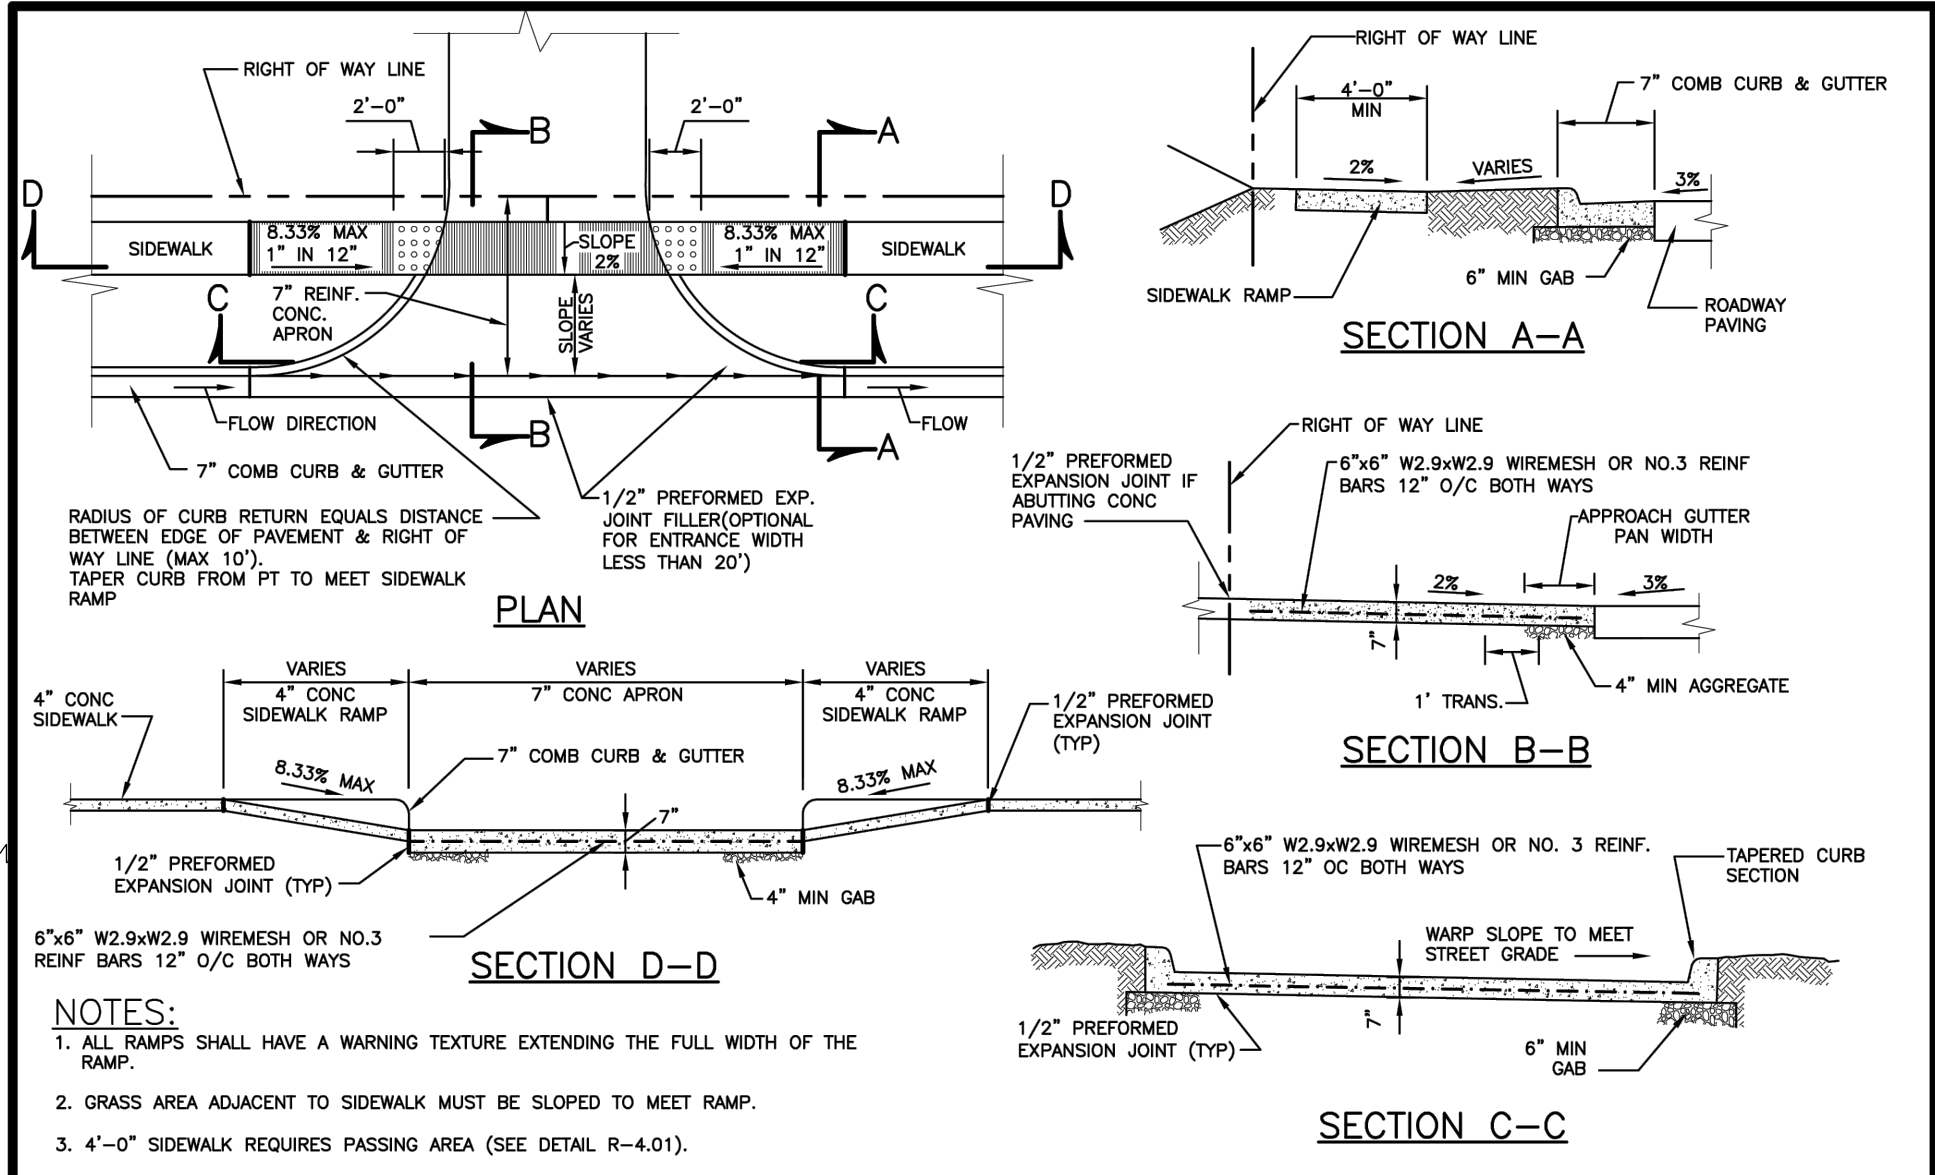 RIGHT OF WAY LINE
2'-0"
2'-0"
B
A
D
D
SIDEWALK
8.33% MAX
1" IN 12"
SLOPE
2%
8.33% MAX
1" IN 12"
SIDEWALK
C
C
7" REINF.
CONC.
APRON
SLOPE
VARIES
FLOW DIRECTION
B
A
FLOW
7" COMB CURB & GUTTER
RADIUS OF CURB RETURN EQUALS DISTANCE
BETWEEN EDGE OF PAVEMENT & RIGHT OF
WAY LINE (MAX 10').
TAPER CURB FROM PT TO MEET SIDEWALK
RAMP
1/2" PREFORMED EXP.
JOINT FILLER(OPTIONAL
FOR ENTRANCE WIDTH
LESS THAN 20')
PLAN
RIGHT OF WAY LINE
4'-0"
MIN
7" COMB CURB & GUTTER
2%
VARIES
3%
6" MIN GAB
SIDEWALK RAMP
ROADWAY
PAVING
SECTION A-A
RIGHT OF WAY LINE
1/2" PREFORMED
EXPANSION JOINT IF
ABUTTING CONC
PAVING
6"x6" W2.9xW2.9 WIREMESH OR NO.3 REINF
BARS 12" O/C BOTH WAYS
APPROACH GUTTER
PAN WIDTH
2%
3%
7"
1' TRANS.
4" MIN AGGREGATE
SECTION B-B
VARIES
VARIES
VARIES
4" CONC
SIDEWALK RAMP
7" CONC APRON
4" CONC
SIDEWALK RAMP
4" CONC
SIDEWALK
1/2" PREFORMED
EXPANSION JOINT
(TYP)
7" COMB CURB & GUTTER
8.33% MAX
8.33% MAX
7"
1/2" PREFORMED
EXPANSION JOINT (TYP)
4" MIN GAB
6"x6" W2.9xW2.9 WIREMESH OR NO.3
REINF BARS 12" O/C BOTH WAYS
SECTION D-D
6"x6" W2.9xW2.9 WIREMESH OR NO. 3 REINF.
BARS 12" OC BOTH WAYS
TAPERED CURB
SECTION
WARP SLOPE TO MEET
STREET GRADE
7"
1/2" PREFORMED
EXPANSION JOINT (TYP)
6" MIN
GAB
SECTION C-C
NOTES:
1. ALL RAMPS SHALL HAVE A WARNING TEXTURE EXTENDING THE FULL WIDTH OF THE
RAMP.
2. GRASS AREA ADJACENT TO SIDEWALK MUST BE SLOPED TO MEET RAMP.
3. 4'-0" SIDEWALK REQUIRES PASSING AREA (SEE DETAIL R-4.01).